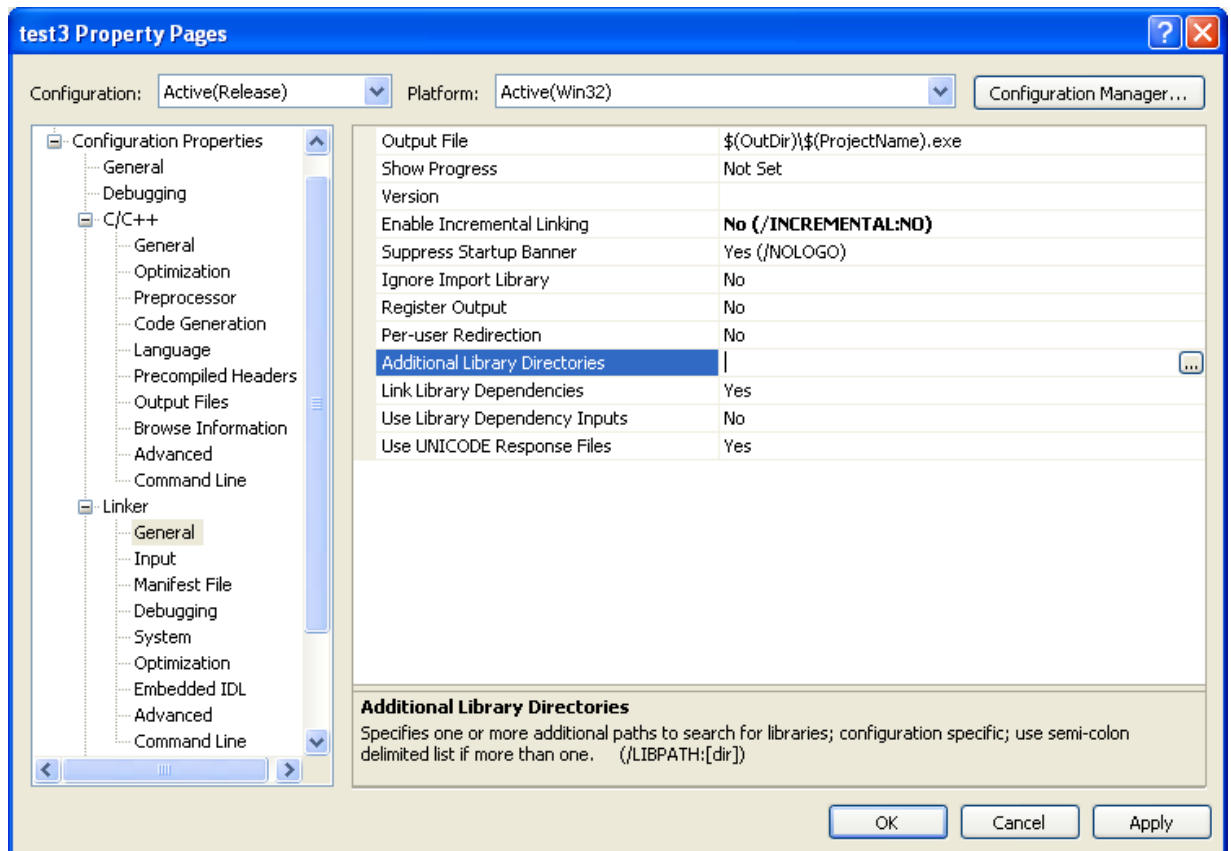 test3 Property Pages
Configuration: Active(Release) Platform: Active(Win32) Configuration Manager...
Configuration Properties
General
Debugging
C/C++
General
Optimization
Preprocessor
Code Generation
Language
Precompiled Headers
Output Files
Browse Information
Advanced
Command Line
Linker
General
Input
Manifest File
Debugging
System
Optimization
Embedded IDL
Advanced
Command Line
Output File $(OutDir)\$(ProjectName).exe
Show Progress Not Set
Version
Enable Incremental Linking No (/INCREMENTAL:NO)
Suppress Startup Banner Yes (/NOLOGO)
Ignore Import Library No
Register Output No
Per-user Redirection No
Additional Library Directories ...
Link Library Dependencies Yes
Use Library Dependency Inputs No
Use UNICODE Response Files Yes
Additional Library Directories
Specifies one or more additional paths to search for libraries; configuration specific; use semi-colon
delimited list if more than one. (/LIBPATH:[dir])
OK Cancel Apply